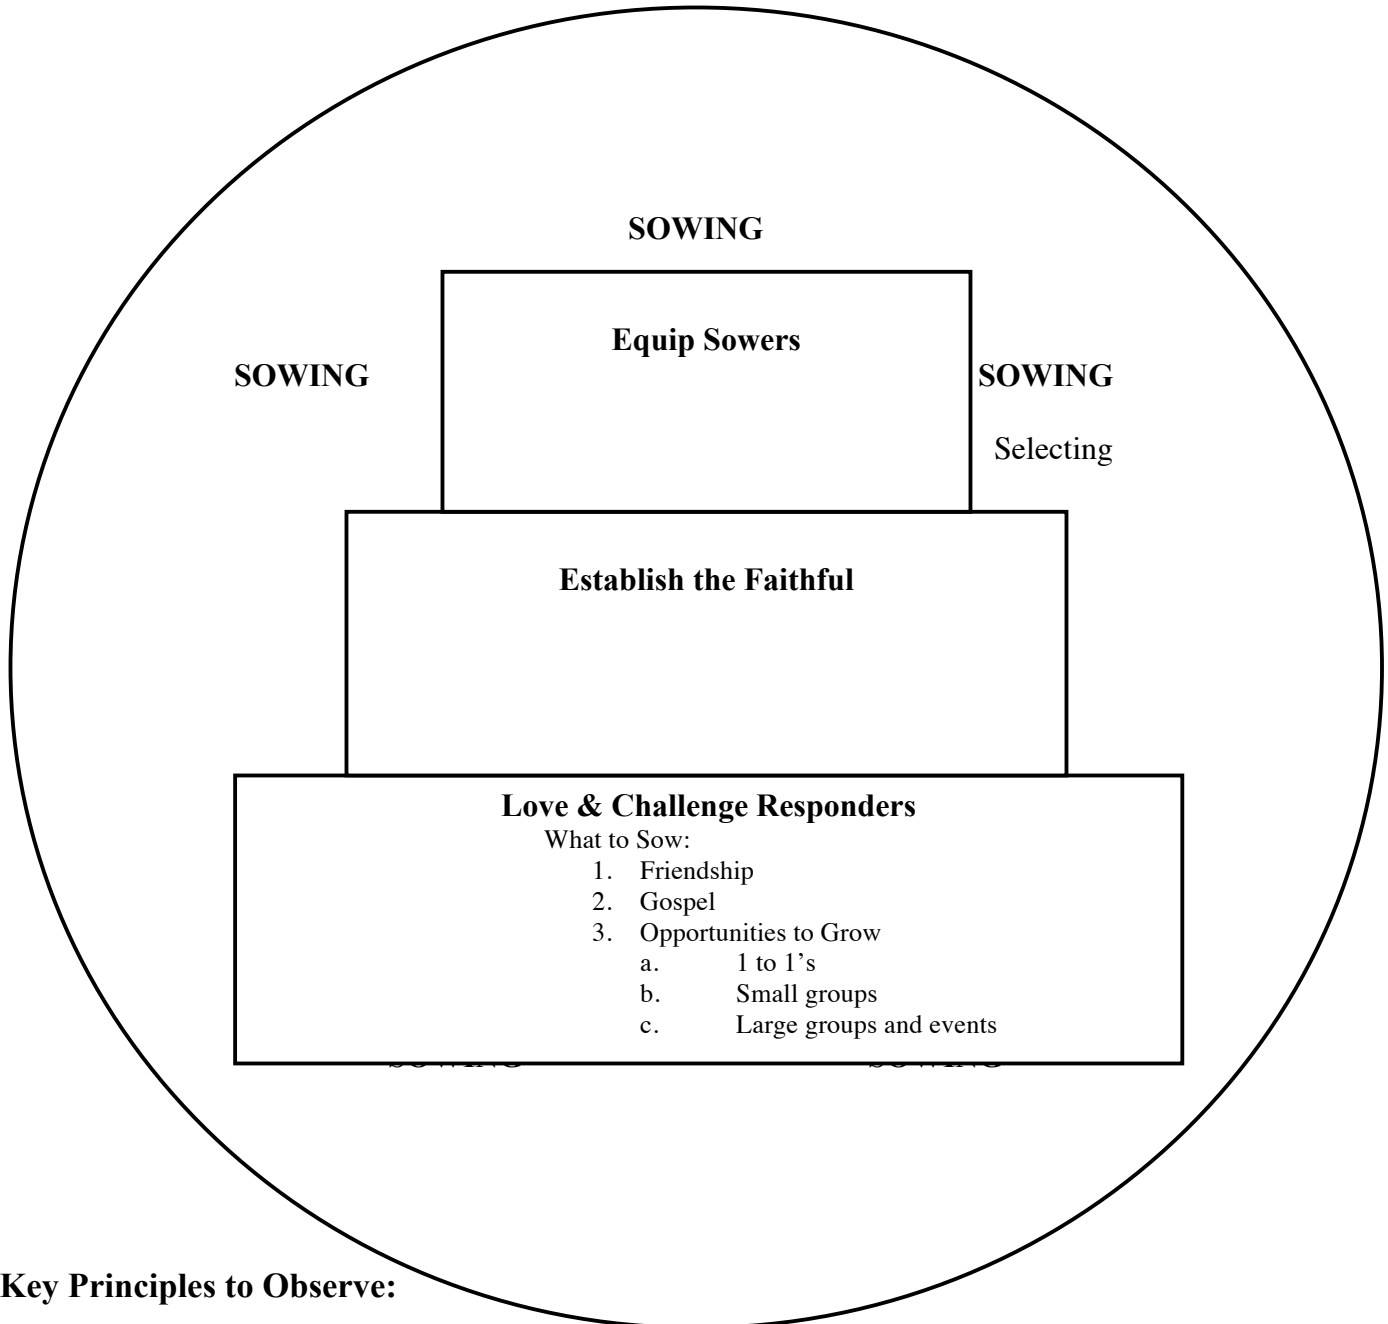 SOWING
Equip Sowers
SOWING SOWING
Selecting
Establish the Faithful
Love & Challenge Responders
What to Sow:
1. Friendship
2. Gospel
3. Opportunities to Grow
a. 1 to 1’s
b. Small groups
c. Large groups and events
Key Principles to Observe: